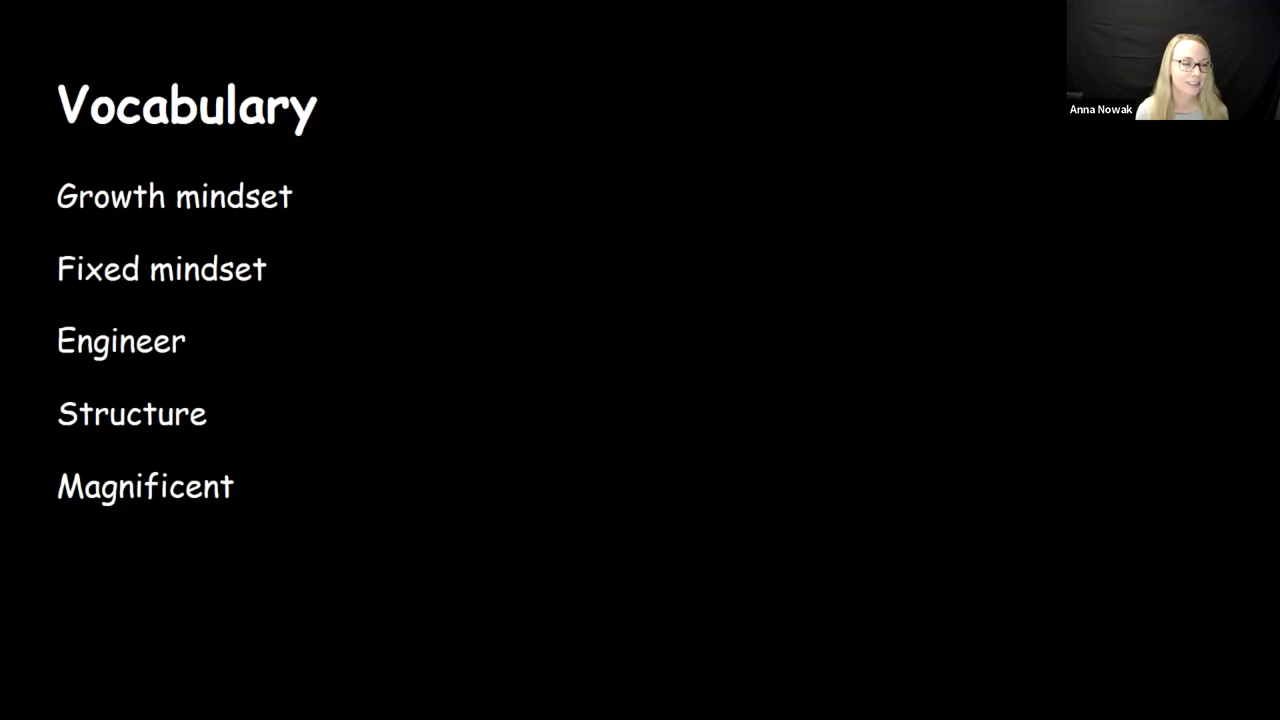 Vocabulary
Growth mindset
Fixed mindset
Engineer
Structure
Magnificent
Anna Nowak